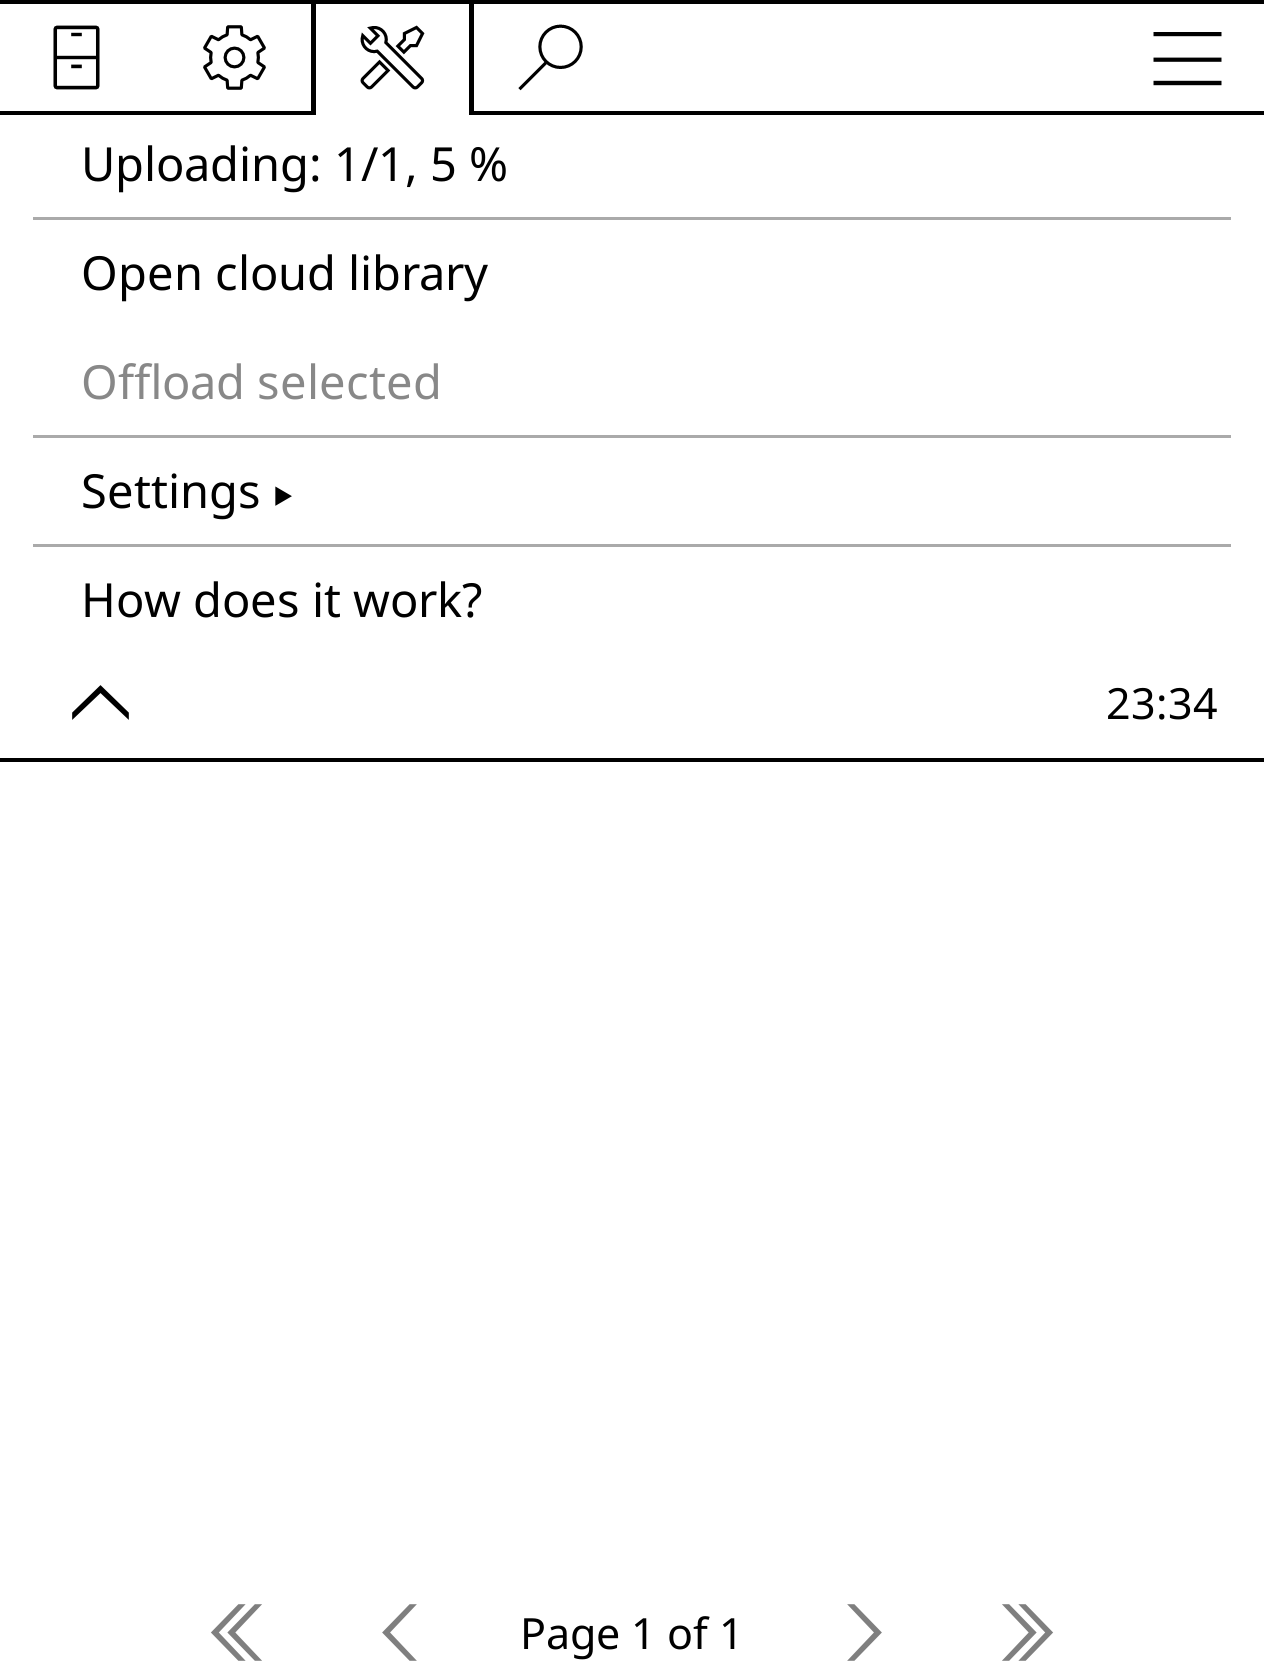 Uploading: 1/1, 5 %
Open cloud library
Offload selected
Settings ▸
How does it work?
23:34
Page 1 of 1